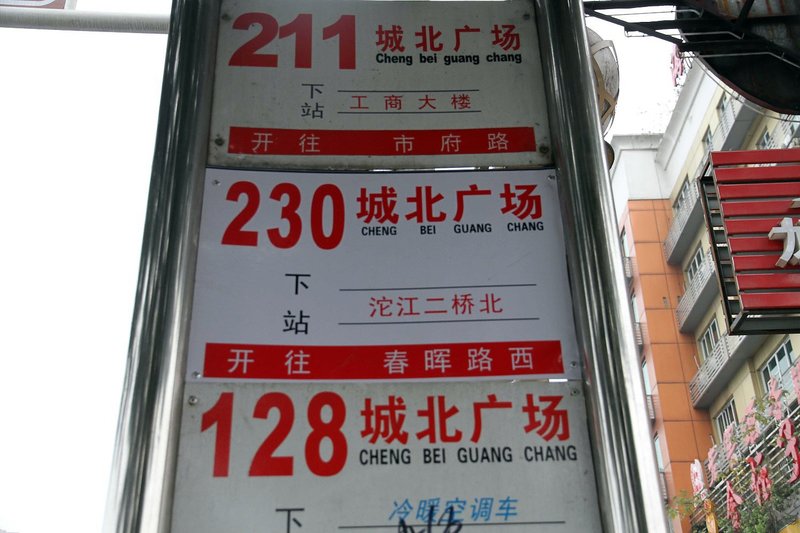 211 城北广场
Cheng bei guang chang
下站 工商大楼
开往 市府路
230 城北广场
CHENG BEI GUANG CHANG
下站 沱江二桥北
开往 春晖路西
128 城北广场
CHENG BEI GUANG CHANG
下 冷暖空调车